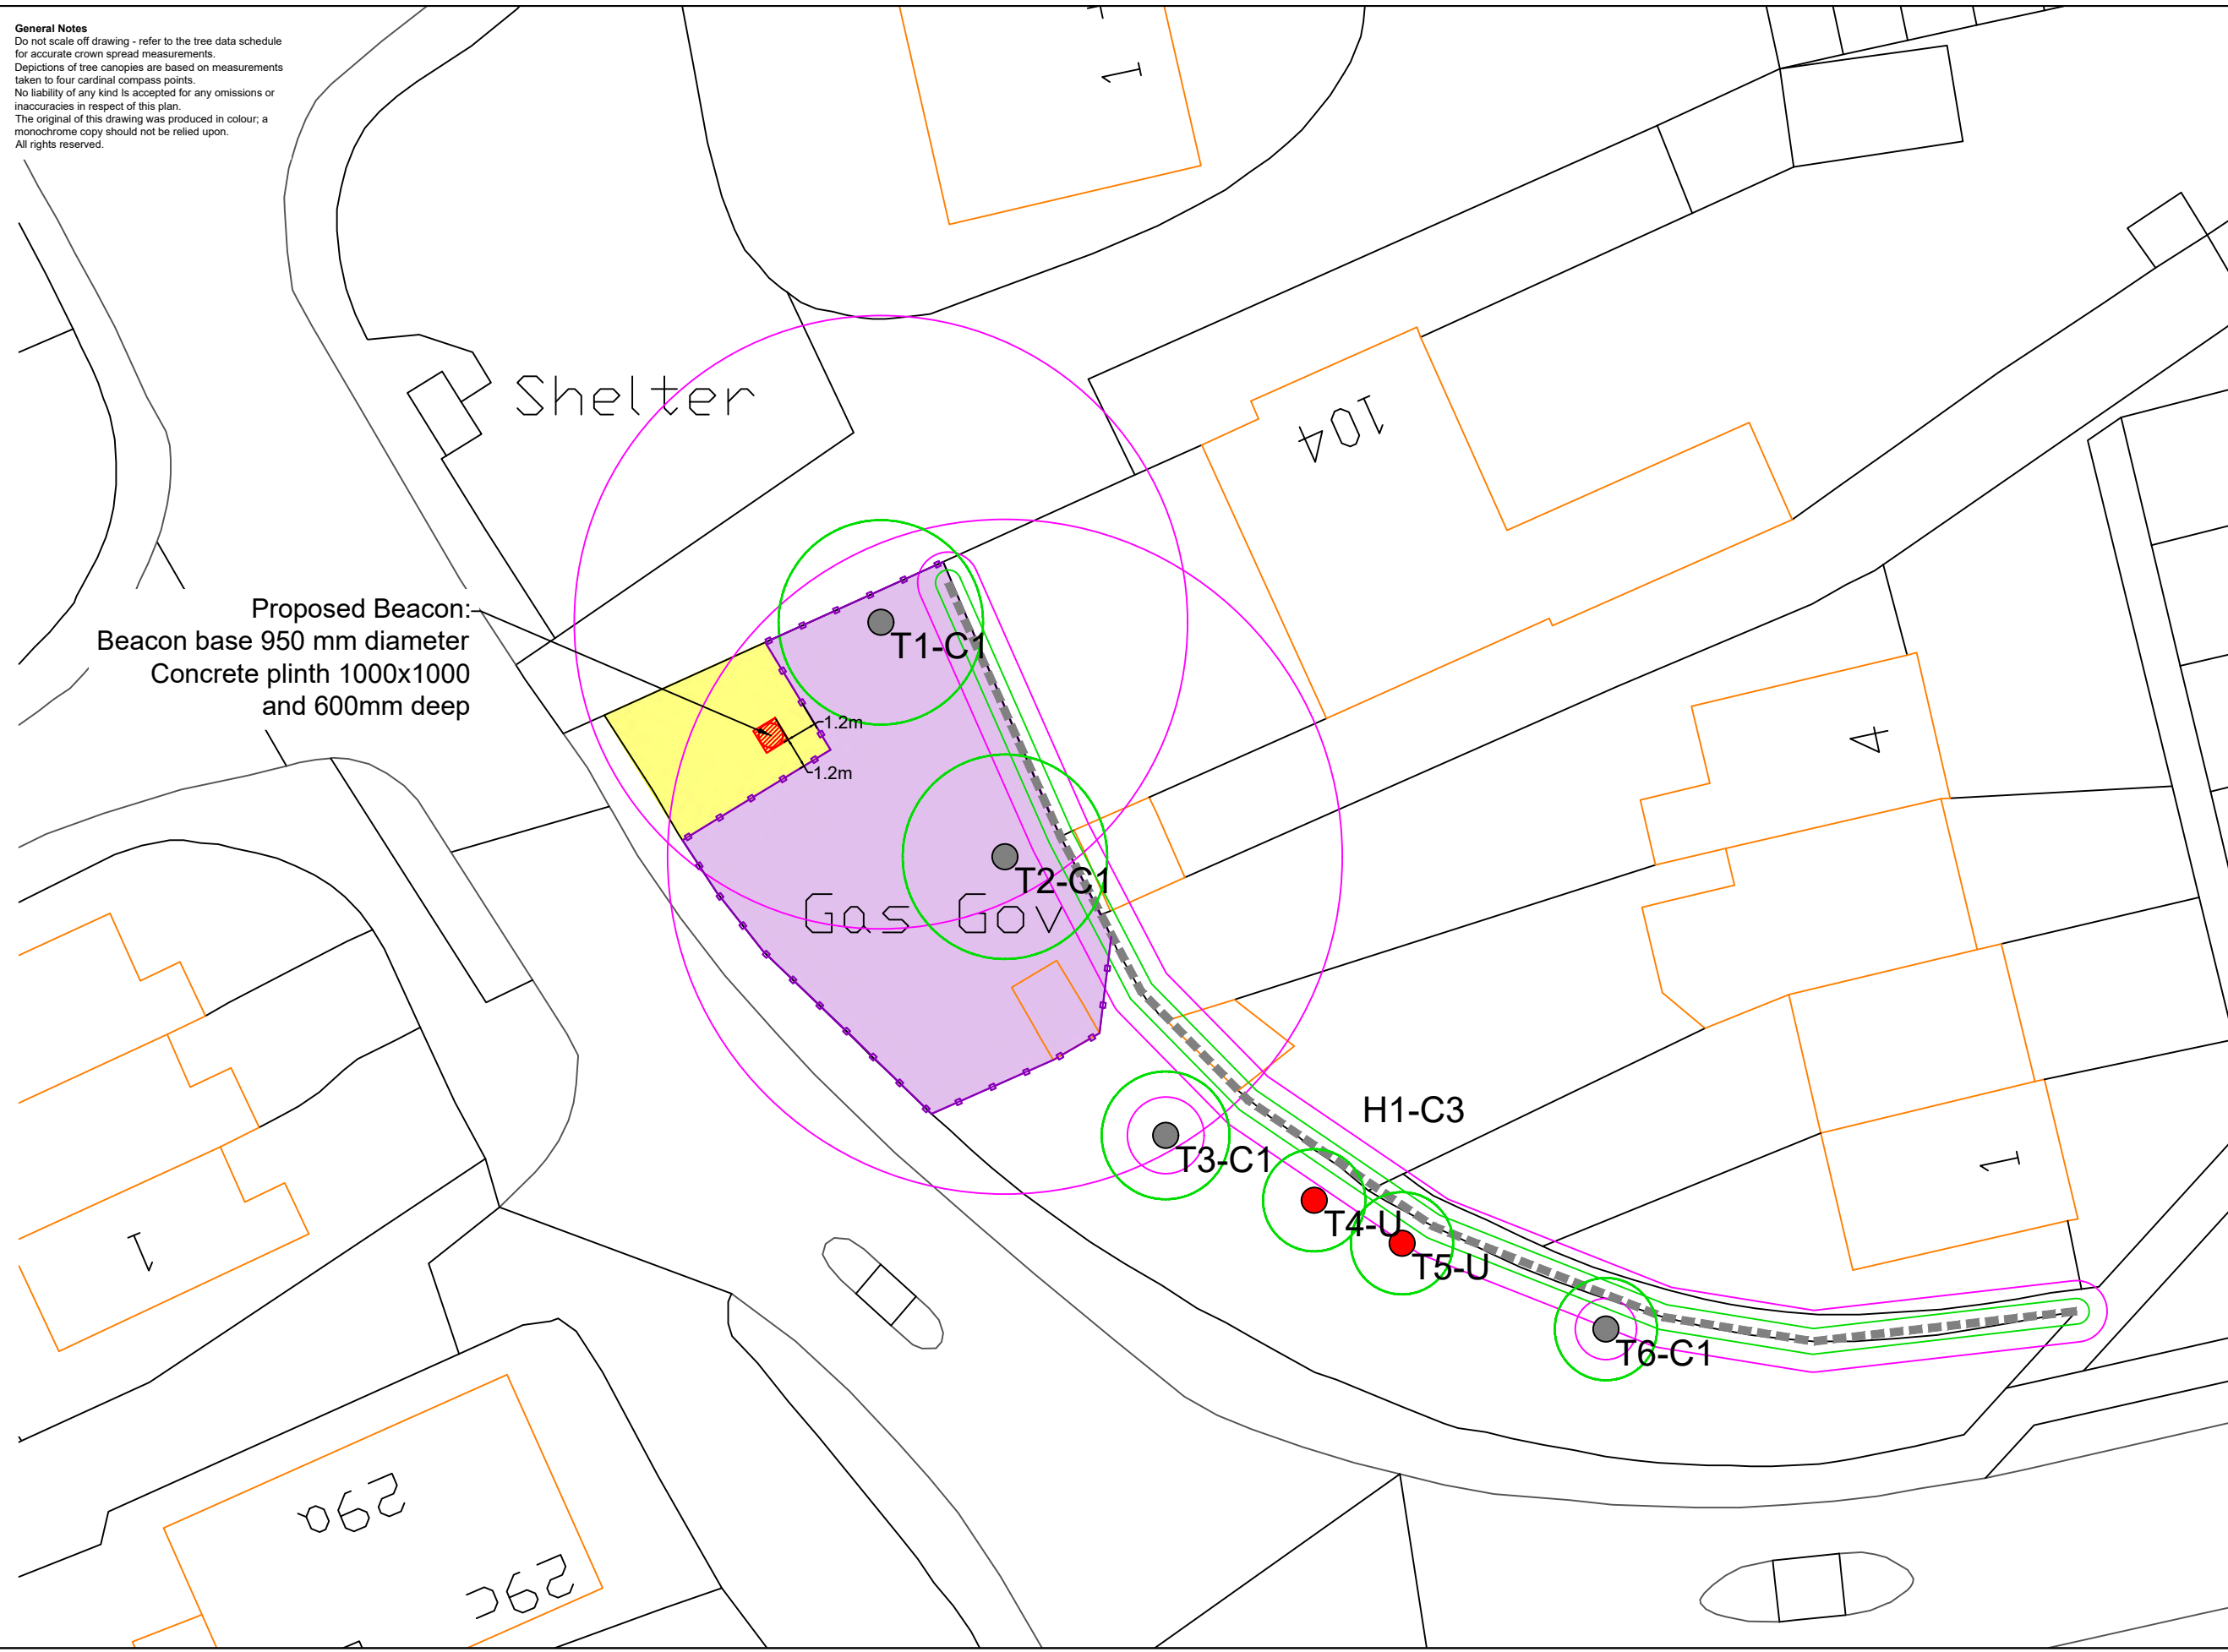 General Notes
Do not scale off drawing - refer to the tree data schedule
for accurate crown spread measurements.
Depictions of tree canopies are based on measurements
taken to four cardinal compass points.
No liability of any kind Is accepted for any omissions or
inaccuracies in respect of this plan.
The original of this drawing was produced in colour; a
monochrome copy should not be relied upon.
All rights reserved.
1
Shelter
104
Proposed Beacon:
Beacon base 950 mm diameter
Concrete plinth 1000x1000
and 600mm deep
T1-C1
1.2m
1.2m
4
T2-C1
Gas Gov
H1-C3
T3-C1
1
T4-U
T5-U
1
T6-C1
59a
59c